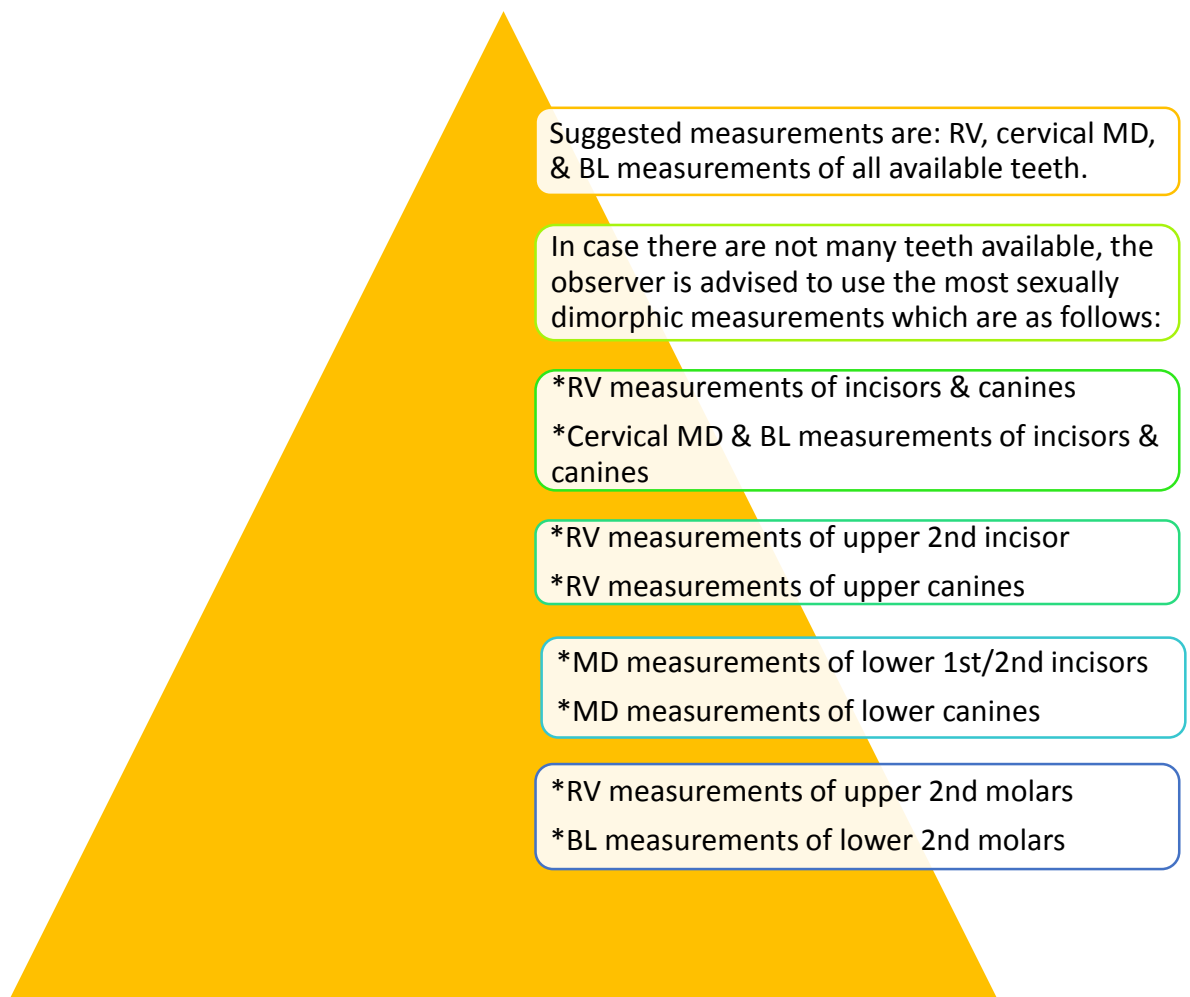 Suggested measurements are: RV, cervical MD,
& BL measurements of all available teeth.
In case there are not many teeth available, the
observer is advised to use the most sexually
dimorphic measurements which are as follows:
*RV measurements of incisors & canines
*Cervical MD & BL measurements of incisors &
canines
*RV measurements of upper 2nd incisor
*RV measurements of upper canines
*MD measurements of lower 1st/2nd incisors
*MD measurements of lower canines
*RV measurements of upper 2nd molars
*BL measurements of lower 2nd molars